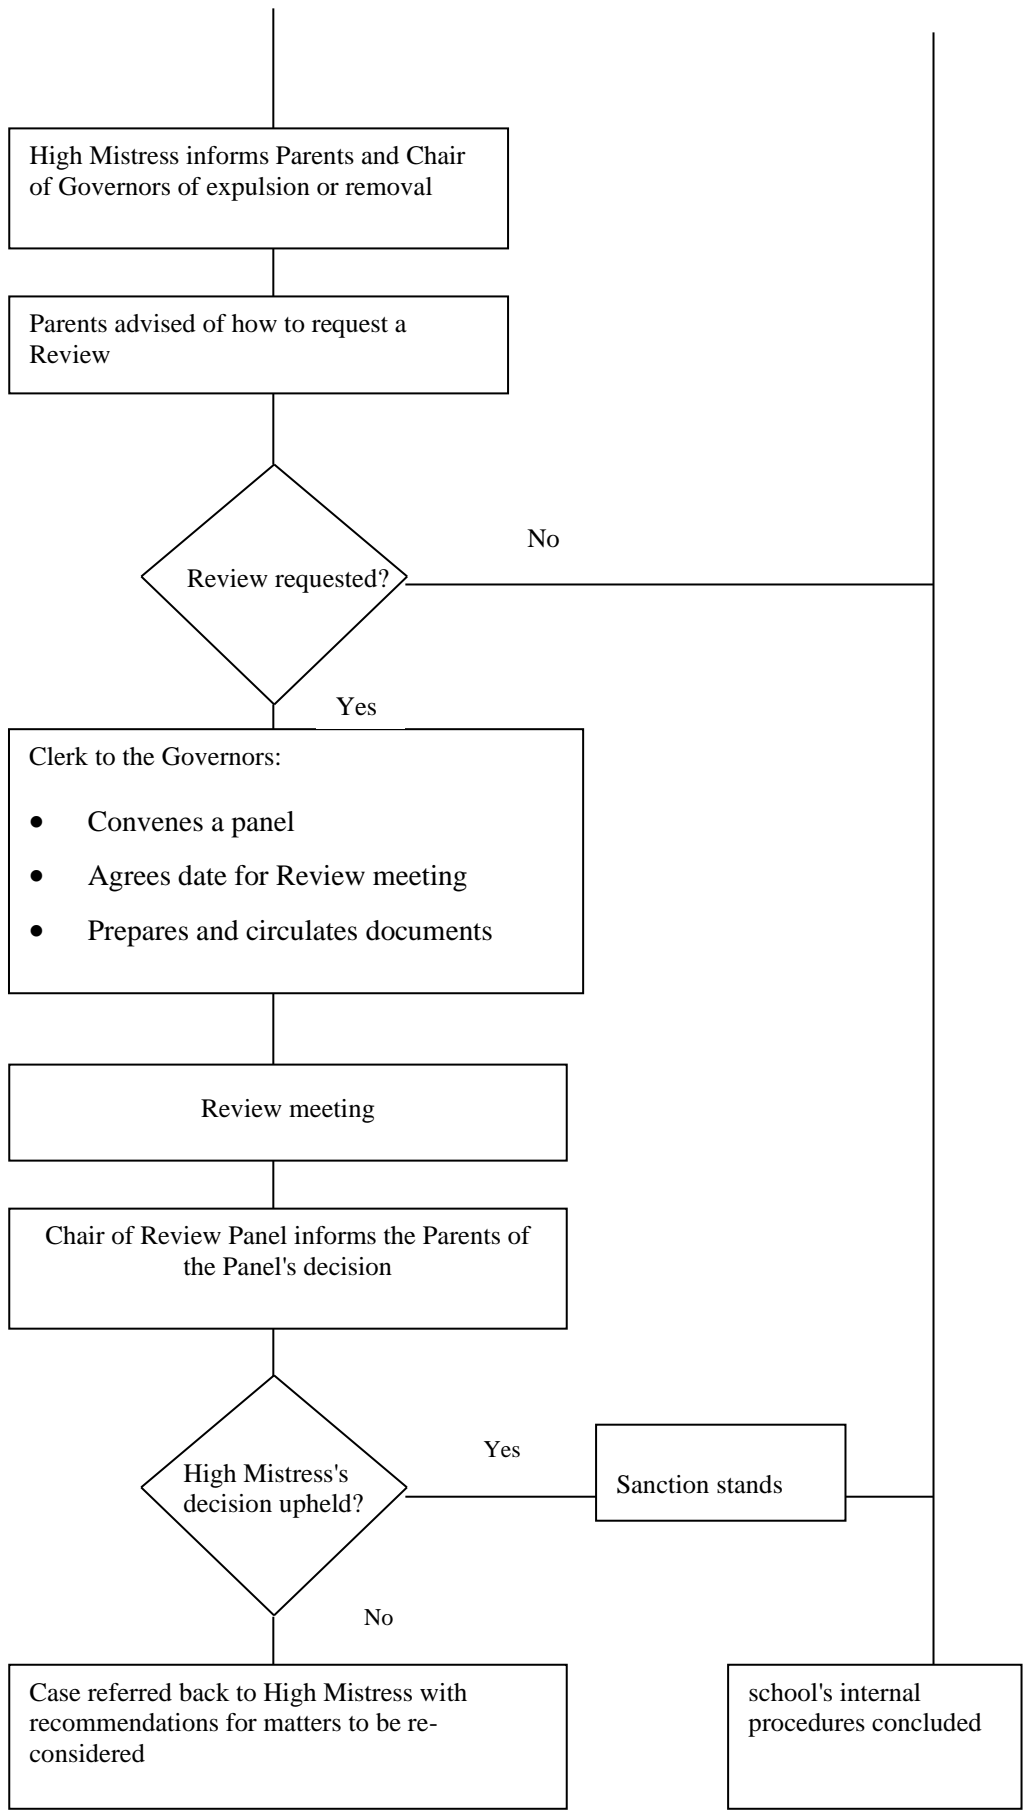 High Mistress informs Parents and Chair
of Governors of expulsion or removal
Parents advised of how to request a
Review
No
Review requested?
Yes
Clerk to the Governors:
• Convenes a panel
• Agrees date for Review meeting
• Prepares and circulates documents
Review meeting
Chair of Review Panel informs the Parents of
the Panel's decision
Yes
High Mistress's
decision upheld?
Sanction stands
No
Case referred back to High Mistress with
recommendations for matters to be re-
considered
school's internal
procedures concluded